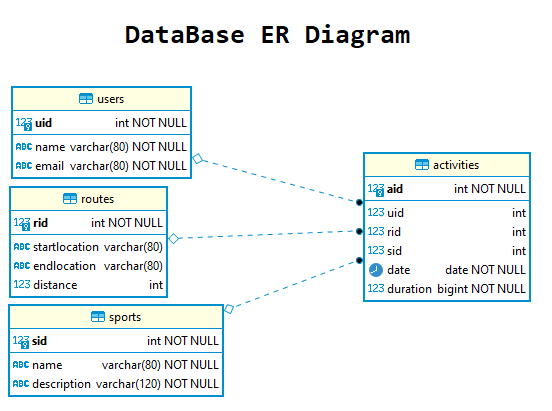 DataBase ER Diagram
users
123 uid int NOT NULL
ABC name varchar(80) NOT NULL
ABC email varchar(80) NOT NULL
routes
123 rid int NOT NULL
ABC startlocation varchar(80)
ABC endlocation varchar(80)
123 distance int
sports
123 sid int NOT NULL
ABC name varchar(80) NOT NULL
ABC description varchar(120) NOT NULL
activities
123 aid int NOT NULL
123 uid int
123 rid int
123 sid int
date date NOT NULL
123 duration bigint NOT NULL